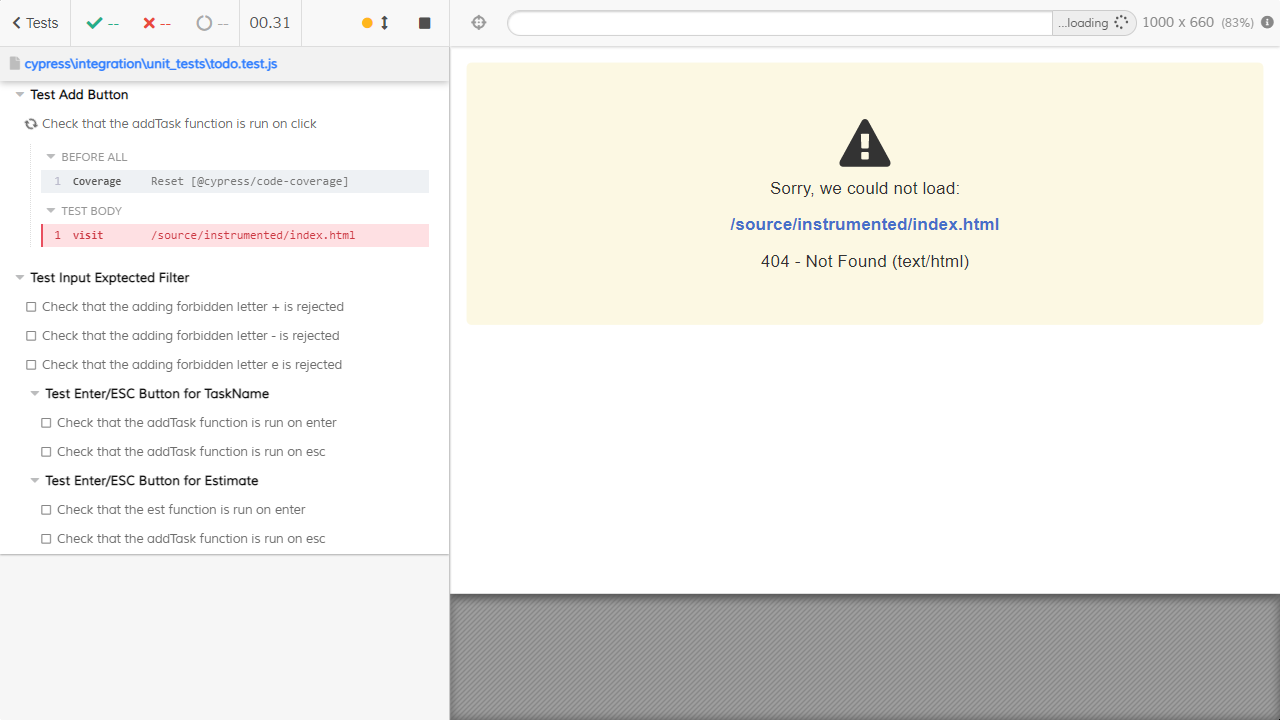 Tests -- -- -- 00.31 ...loading 1000 x 660 (83%)
cypress\integration\unit_tests\todo.test.js
Test Add Button
Check that the addTask function is run on click
BEFORE ALL
1 Coverage Reset [@cypress/code-coverage]
TEST BODY
1 visit /source/instrumented/index.html
Test Input Exptected Filter
Check that the adding forbidden letter + is rejected
Check that the adding forbidden letter - is rejected
Check that the adding forbidden letter e is rejected
Test Enter/ESC Button for TaskName
Check that the addTask function is run on enter
Check that the addTask function is run on esc
Test Enter/ESC Button for Estimate
Check that the est function is run on enter
Check that the addTask function is run on esc
Sorry, we could not load:
/source/instrumented/index.html
404 - Not Found (text/html)